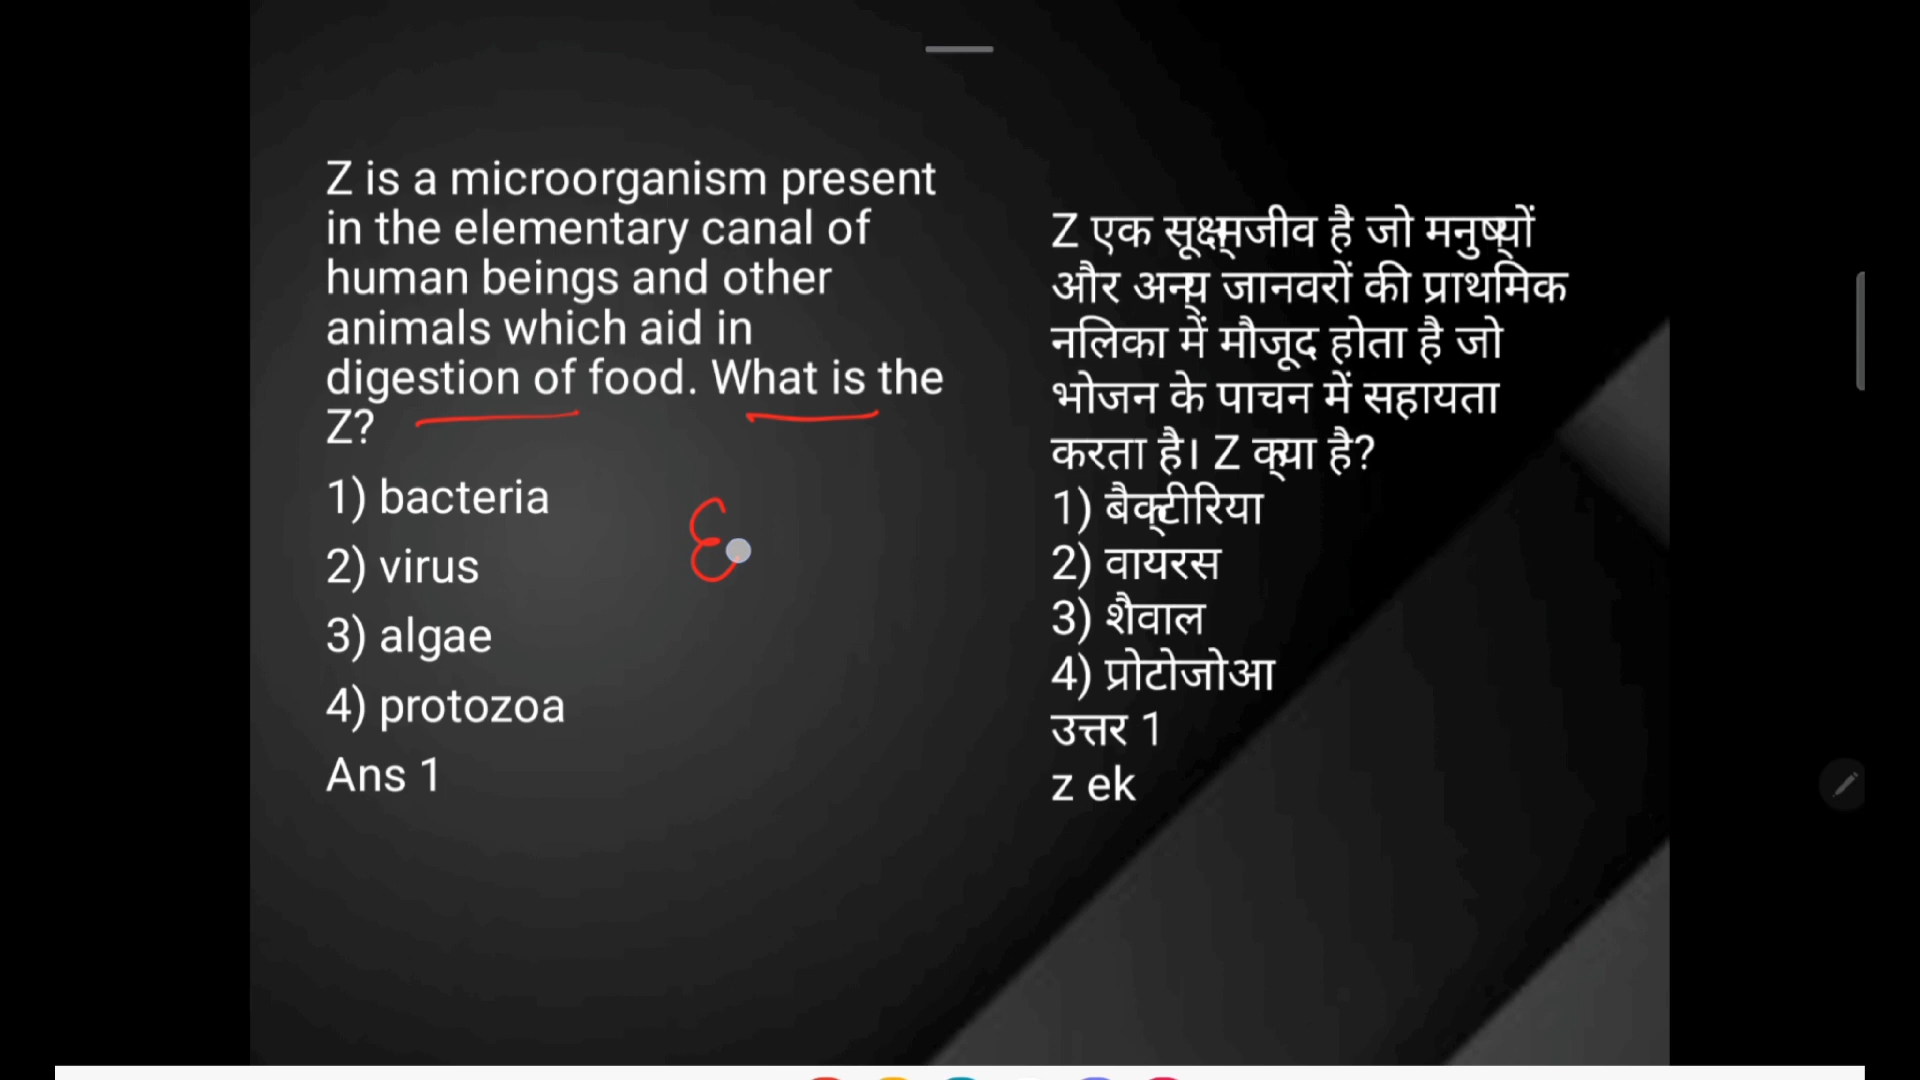 Z is a microorganism present
in the elementary canal of
human beings and other
animals which aid in
digestion of food. What is the
Z?
1) bacteria
2) virus
3) algae
4) protozoa
Ans 1
E
Z एक सूक्ष्मजीव है जो मनुष्यों
और अन्य जानवरों की प्राथमिक
नलिका में मौजूद होता है जो
भोजन के पाचन में सहायता
करता है। Z क्या है?
1) बैक्टीरिया
2) वायरस
3) शैवाल
4) प्रोटोजोआ
उत्तर 1
z ek